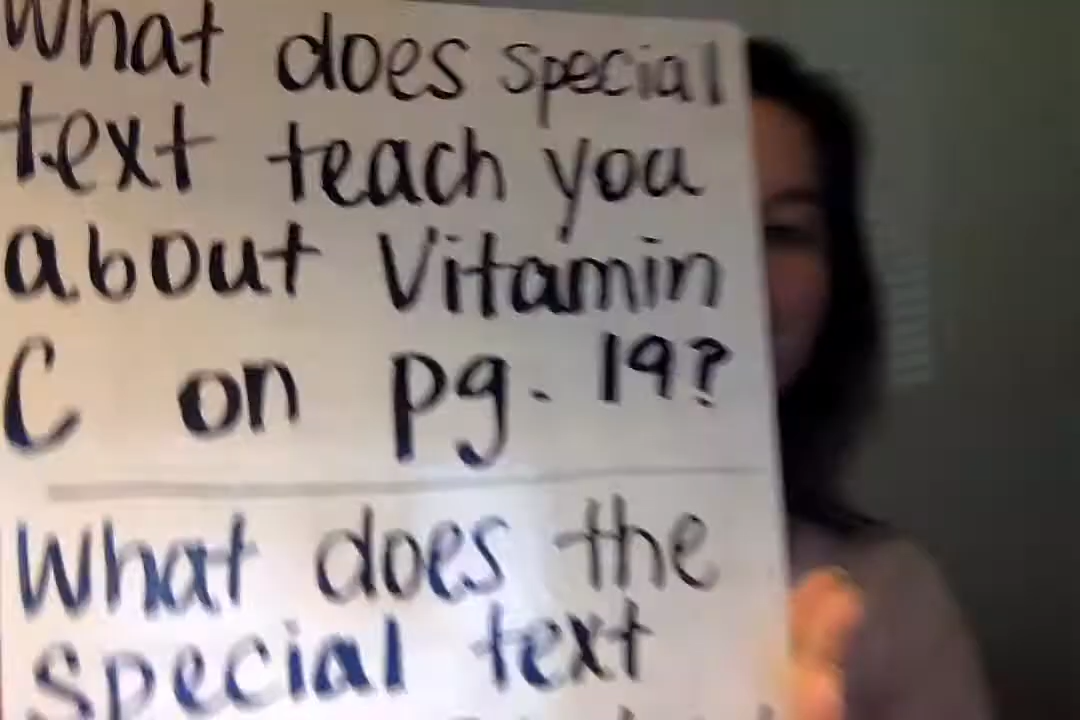 What does special
text teach you
about Vitamin
C on pg. 19?
What does the
special text